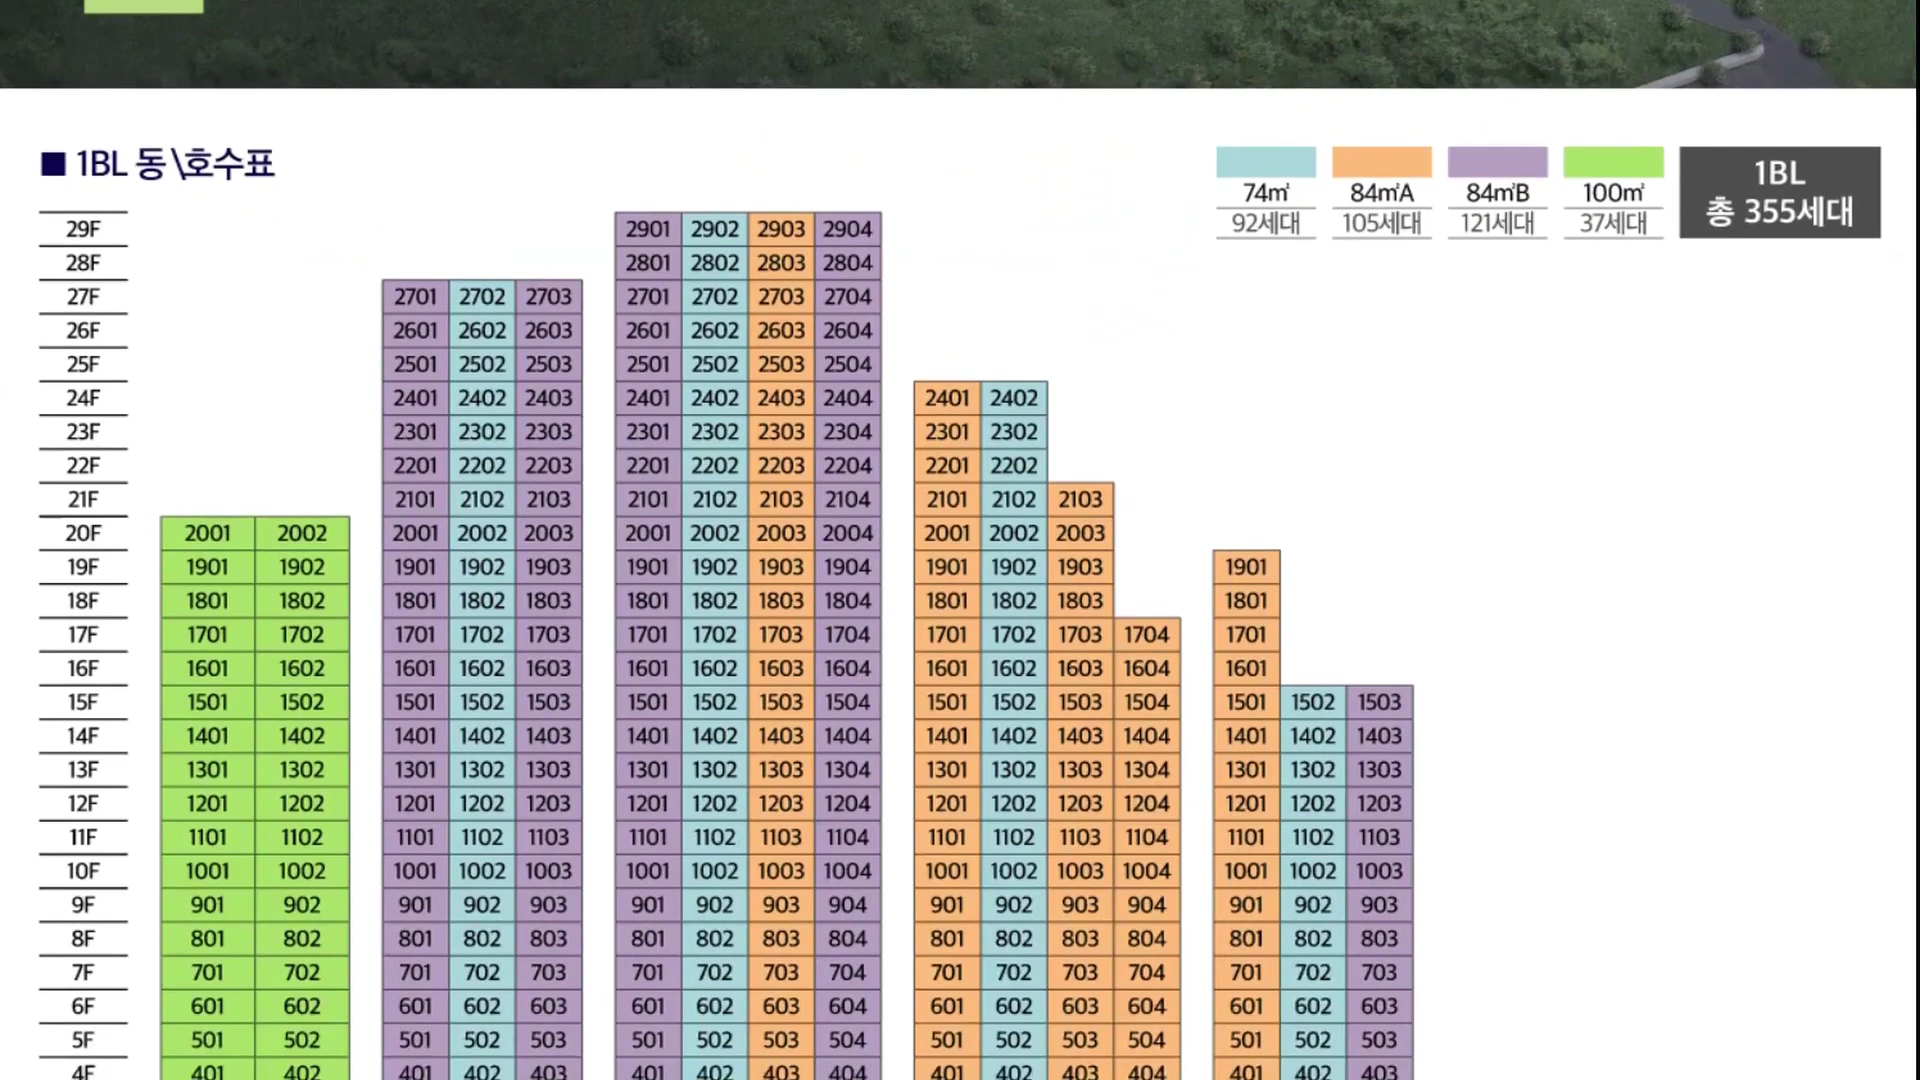 ■ 1BL 동\호수표
74㎡ 84㎡A 84㎡B 100㎡
92세대 105세대 121세대 37세대
1BL
총 355세대
29F 2901 2902 2903 2904
28F 2801 2802 2803 2804
27F 2701 2702 2703 2701 2702 2703 2704
26F 2601 2602 2603 2601 2602 2603 2604
25F 2501 2502 2503 2501 2502 2503 2504
24F 2401 2402 2403 2401 2402 2403 2404 2401 2402
23F 2301 2302 2303 2301 2302 2303 2304 2301 2302
22F 2201 2202 2203 2201 2202 2203 2204 2201 2202
21F 2101 2102 2103 2101 2102 2103 2104 2101 2102 2103
20F 2001 2002 2001 2002 2003 2001 2002 2003 2004 2001 2002 2003
19F 1901 1902 1901 1902 1903 1901 1902 1903 1904 1901 1902 1903 1901
18F 1801 1802 1801 1802 1803 1801 1802 1803 1804 1801 1802 1803 1801
17F 1701 1702 1701 1702 1703 1701 1702 1703 1704 1701 1702 1703 1704 1701
16F 1601 1602 1601 1602 1603 1601 1602 1603 1604 1601 1602 1603 1604 1601
15F 1501 1502 1501 1502 1503 1501 1502 1503 1504 1501 1502 1503 1504 1501 1502 1503
14F 1401 1402 1401 1402 1403 1401 1402 1403 1404 1401 1402 1403 1404 1401 1402 1403
13F 1301 1302 1301 1302 1303 1301 1302 1303 1304 1301 1302 1303 1304 1301 1302 1303
12F 1201 1202 1201 1202 1203 1201 1202 1203 1204 1201 1202 1203 1204 1201 1202 1203
11F 1101 1102 1101 1102 1103 1101 1102 1103 1104 1101 1102 1103 1104 1101 1102 1103
10F 1001 1002 1001 1002 1003 1001 1002 1003 1004 1001 1002 1003 1004 1001 1002 1003
9F 901 902 901 902 903 901 902 903 904 901 902 903 904 901 902 903
8F 801 802 801 802 803 801 802 803 804 801 802 803 804 801 802 803
7F 701 702 701 702 703 701 702 703 704 701 702 703 704 701 702 703
6F 601 602 601 602 603 601 602 603 604 601 602 603 604 601 602 603
5F 501 502 501 502 503 501 502 503 504 501 502 503 504 501 502 503
4F 401 402 401 402 403 401 402 403 404 401 402 403 404 401 402 403